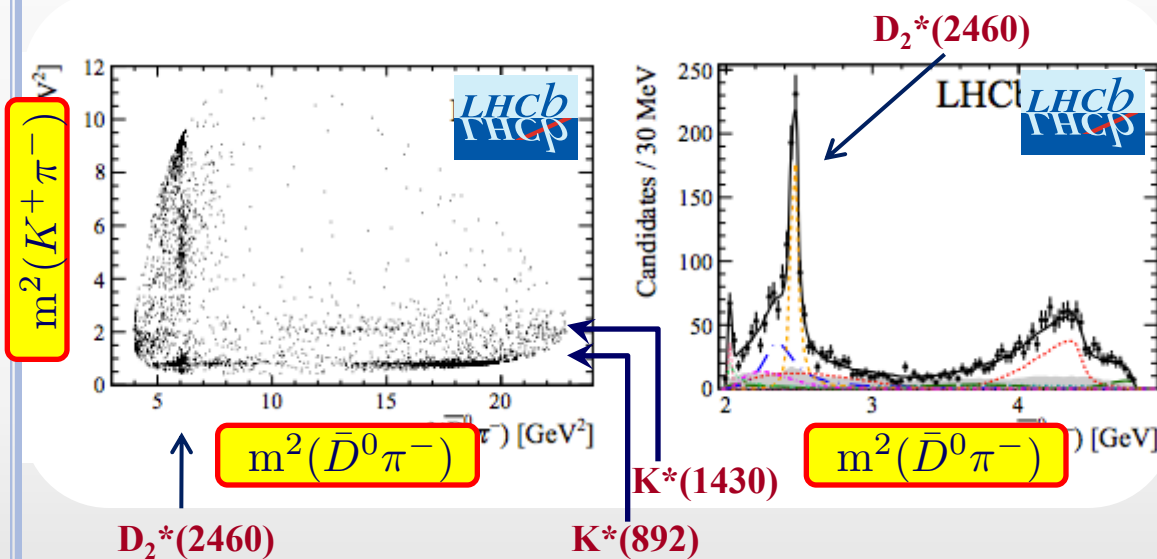 D₂*(2460)
12
10
8
6
4
2
0
V²]
m²(K⁺π⁻)
LHCb
5
10
15
20
π⁻) [GeV²]
m²(D̄⁰π⁻)
D₂*(2460)
K*(1430)
K*(892)
250
200
150
100
50
0
Candidates / 30 MeV
LHCb
LHCb
2
3
4
) [GeV]
m²(D̄⁰π⁻)